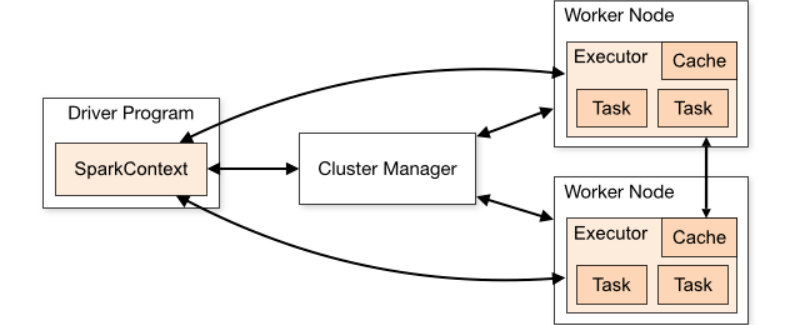 Driver Program
SparkContext
Cluster Manager
Worker Node
Executor
Cache
Task
Task
Worker Node
Executor
Cache
Task
Task